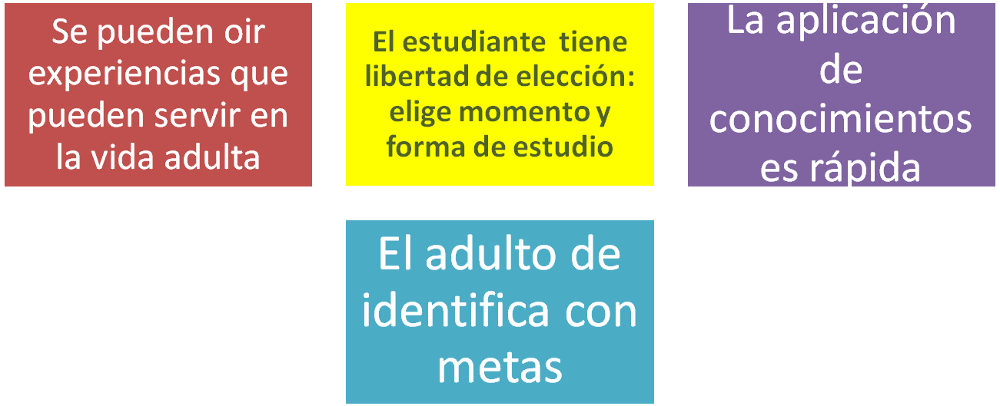 Se pueden oir
experiencias que
pueden servir en
la vida adulta
El estudiante tiene
libertad de elección:
elige momento y
forma de estudio
La aplicación
de
conocimientos
es rápida
El adulto de
identifica con
metas